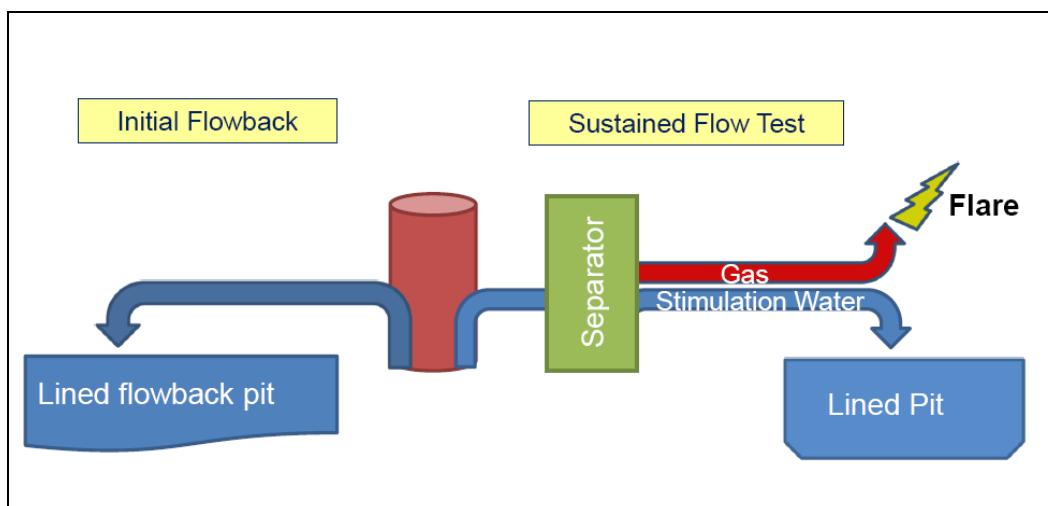 Initial Flowback
Sustained Flow Test
Flare
Separator
Gas
Stimulation Water
Lined flowback pit
Lined Pit